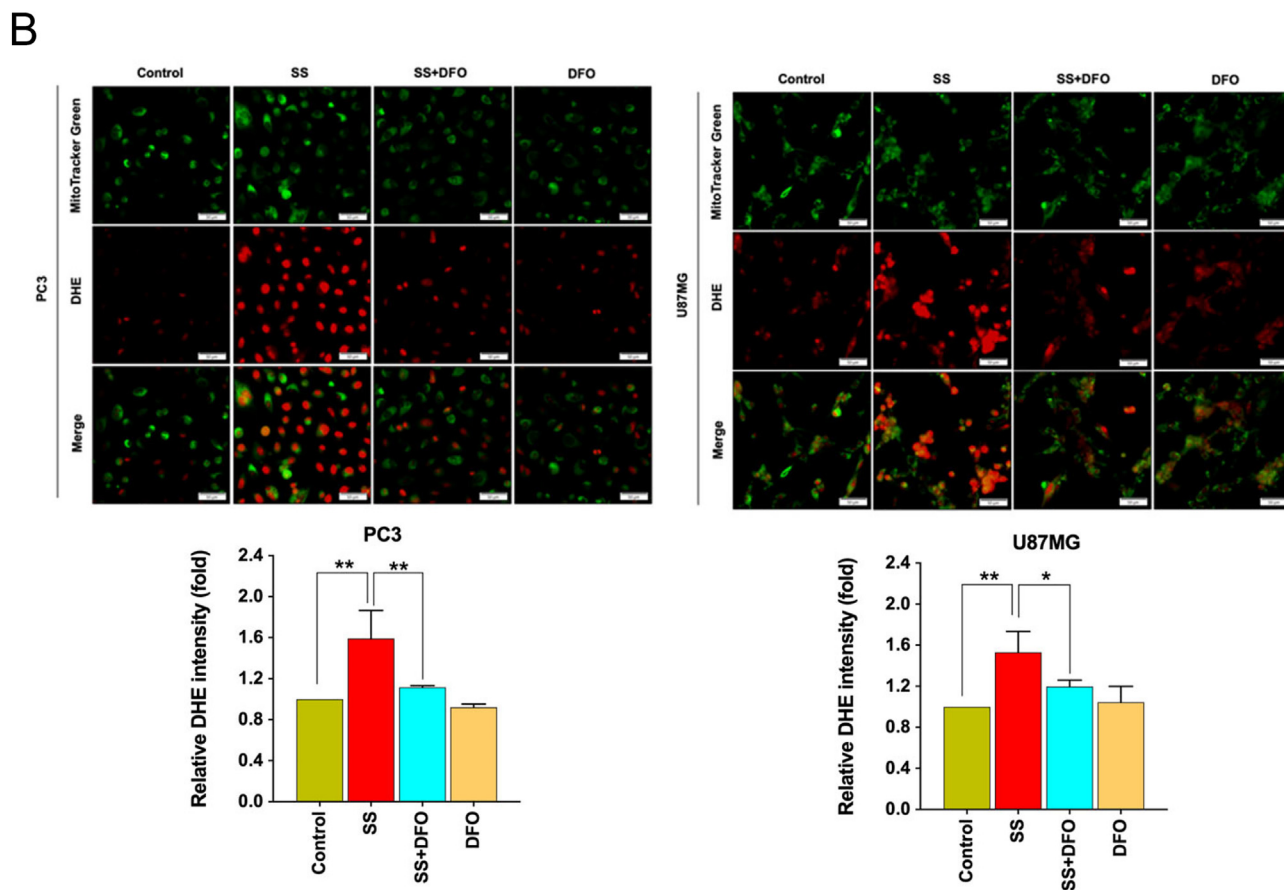 B
Control SS SS+DFO DFO
MitoTracker Green
DHE
Merge
PC3
Control SS SS+DFO DFO
MitoTracker Green
DHE
Merge
U87MG
PC3
Relative DHE intensity (fold)
2.4
2.0
1.6
1.2
0.8
0.4
0.0
** **
Control
SS
SS+DFO
DFO
U87MG
Relative DHE intensity (fold)
2.4
2.0
1.6
1.2
0.8
0.4
0.0
** *
Control
SS
SS+DFO
DFO